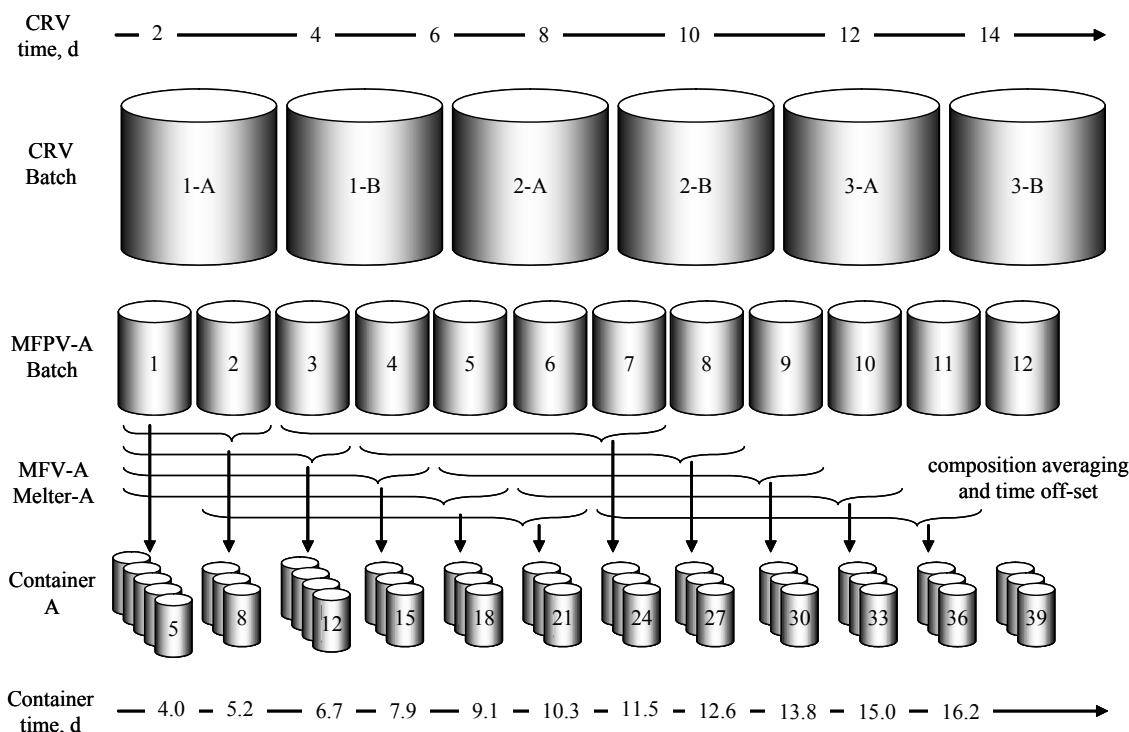 CRV
time, d
2 4 6 8 10 12 14
CRV
Batch
1-A 1-B 2-A 2-B 3-A 3-B
MFPV-A
Batch
1 2 3 4 5 6 7 8 9 10 11 12
MFV-A
Melter-A
composition averaging
and time off-set
Container
A
5 8 12 15 18 21 24 27 30 33 36 39
Container
time, d
4.0 5.2 6.7 7.9 9.1 10.3 11.5 12.6 13.8 15.0 16.2